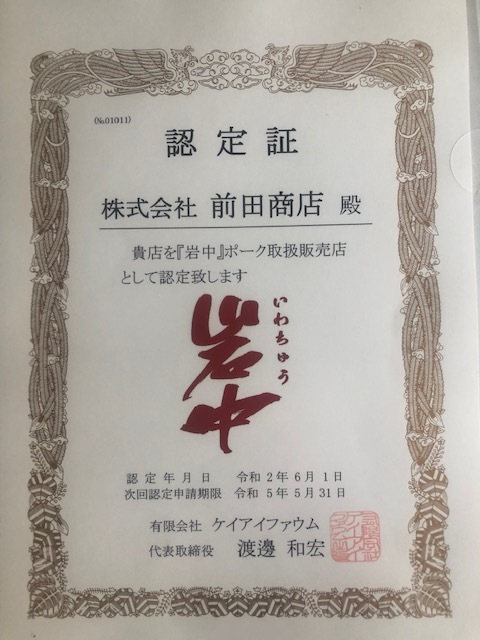 (№01011)
認定証
株式会社 前田商店 殿
貴店を『岩中』ポーク取扱販売店
として認定致します
岩中
いわちゅう
認定年月日 令和2年6月1日
次回認定申請期限 令和5年5月31日
有限会社 ケイアイファウム
代表取締役 渡邊 和宏